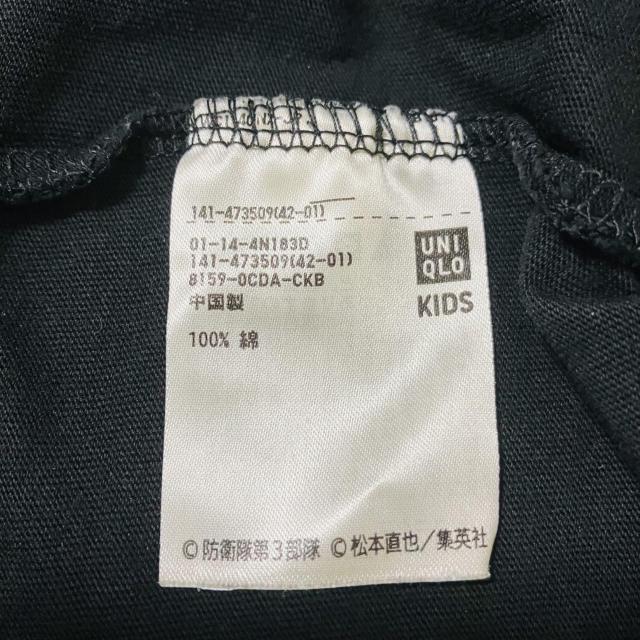 141-473509(42-01)
01-14-4N183D
141-473509(42-01)
8159-0CDA-CKB
中国製
100% 綿
UNI
QLO
KIDS
© 防衛隊第3部隊 © 松本直也/集英社